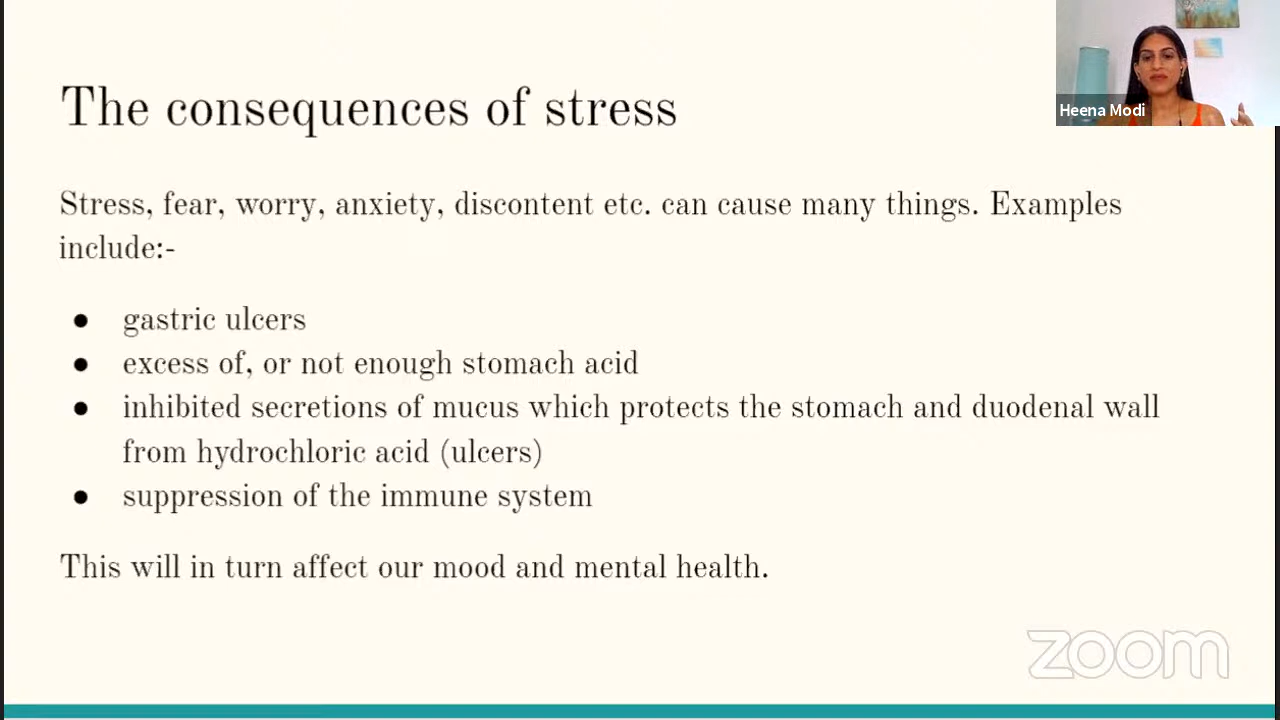 The consequences of stress
Heena Modi
Stress, fear, worry, anxiety, discontent etc. can cause many things. Examples
include:-
● gastric ulcers
● excess of, or not enough stomach acid
● inhibited secretions of mucus which protects the stomach and duodenal wall
from hydrochloric acid (ulcers)
● suppression of the immune system
This will in turn affect our mood and mental health.
zoom